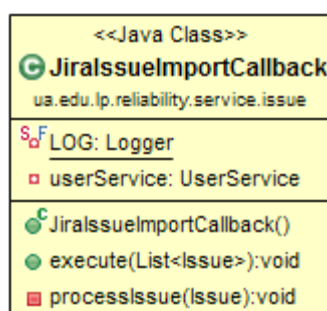 <<Java Class>>
C JiraIssueImportCallback
ua.edu.lp.reliability.service.issue
S F LOG: Logger
userService: UserService
C JiraIssueImportCallback()
execute(List<Issue>):void
processIssue(Issue):void